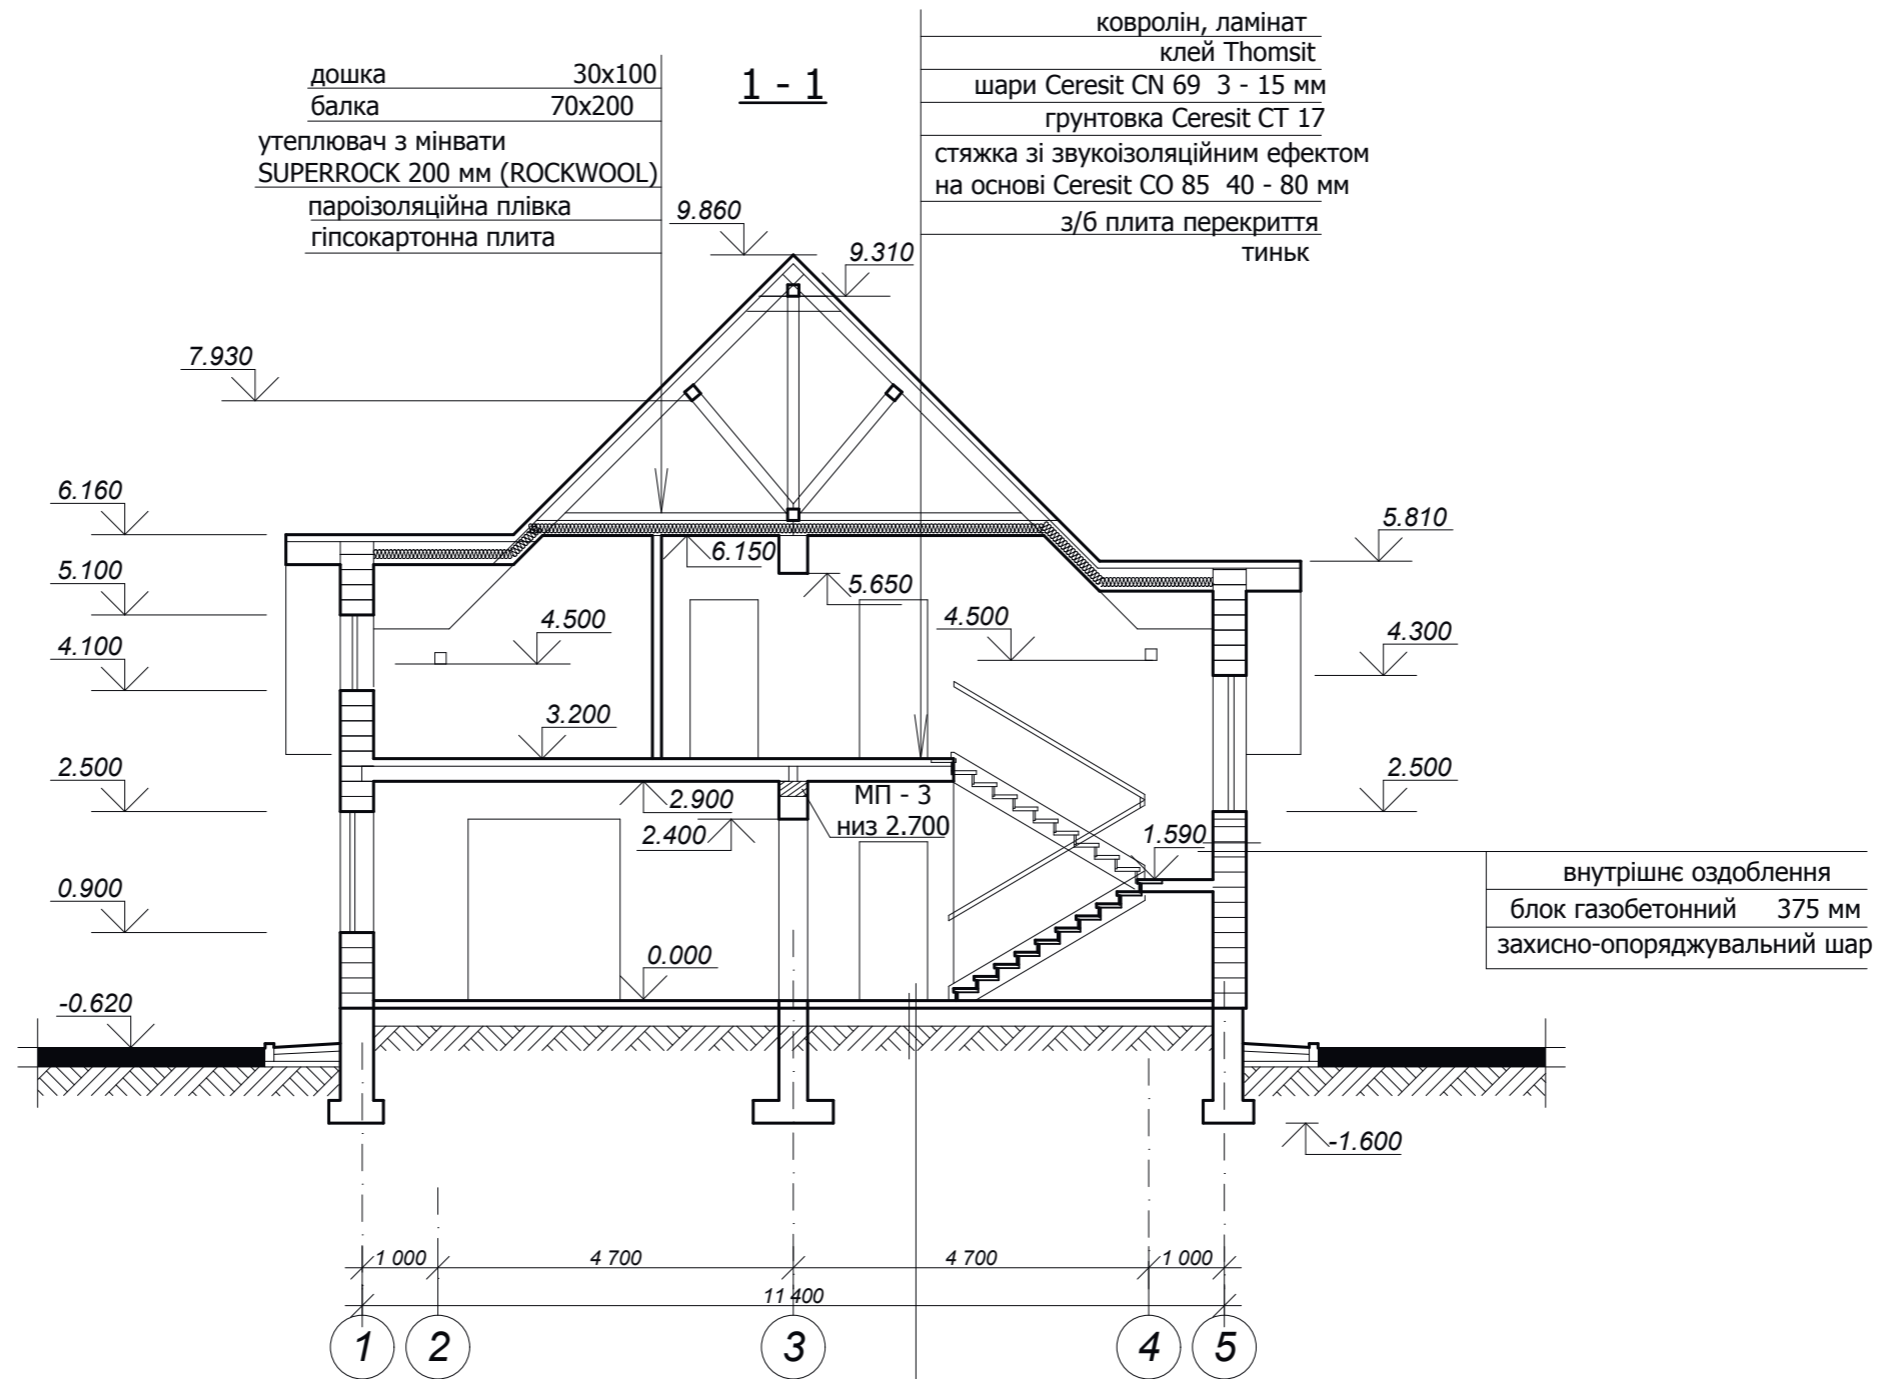 ковролін, ламінат
клей Thomsit
шари Ceresit CN 69 3 - 15 мм
грунтовка Ceresit CT 17
стяжка зі звукоізоляційним ефектом
на основі Ceresit CO 85 40 - 80 мм
з/б плита перекриття
тиньк
1 - 1
дошка 30x100
балка 70x200
утеплювач з мінвати
SUPERROCK 200 мм (ROCKWOOL)
пароізоляційна плівка
гіпсокартонна плита
9.860
9.310
7.930
6.160
5.810
6.150
5.100
5.650
4.500
4.500
4.300
4.100
3.200
2.500
2.500
2.900
МП - 3
низ 2.700
2.400
1.590
внутрішнє оздоблення
блок газобетонний 375 мм
захисно-опоряджувальний шар
0.900
0.000
-0.620
-1.600
1 000
4 700
4 700
1 000
11 400
1
2
3
4
5